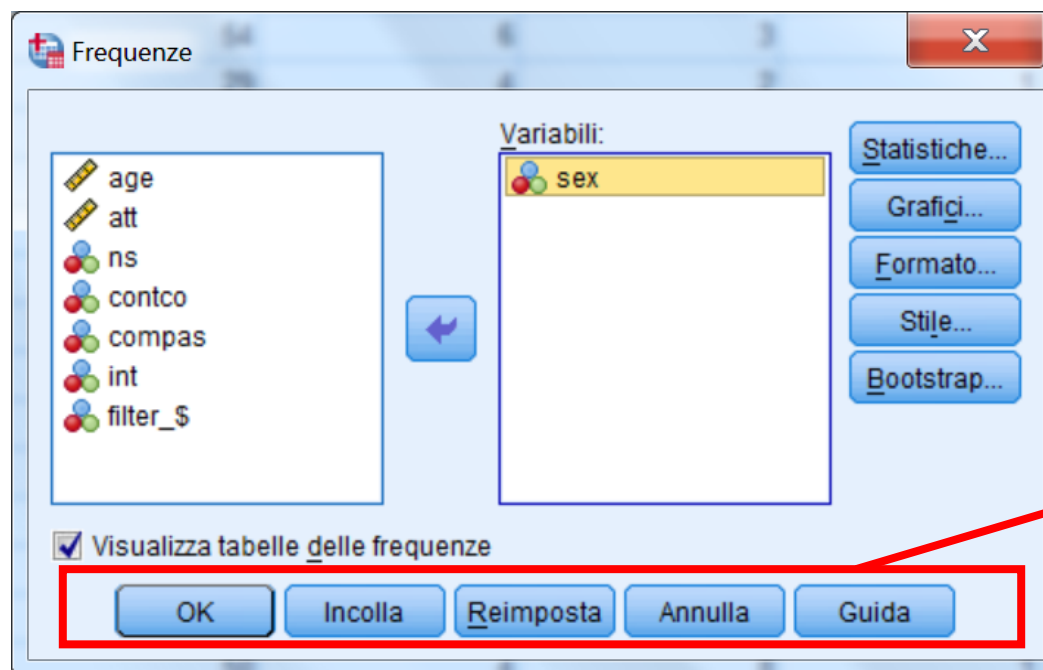 Frequenze
Variabili:
age
att
ns
contco
compas
int
filter_$
sex
Statistiche...
Grafici...
Formato...
Stile...
Bootstrap...
Visualizza tabelle delle frequenze
OK Incolla Reimposta Annulla Guida